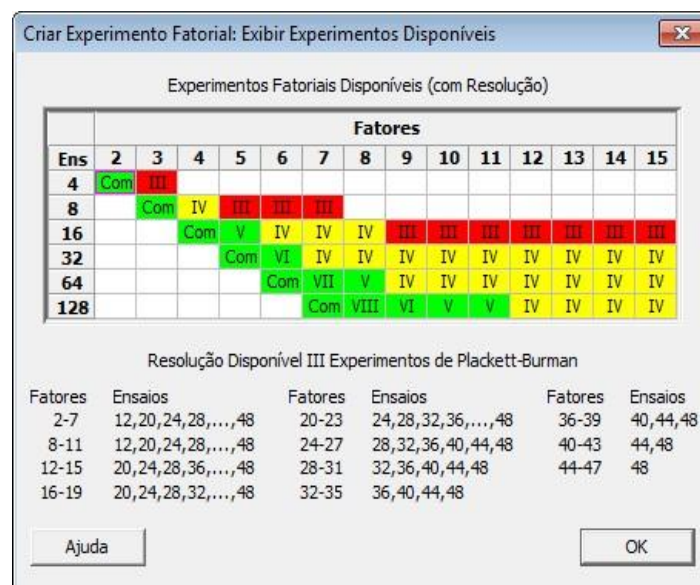 Criar Experimento Fatorial: Exibir Experimentos Disponíveis
Experimentos Fatoriais Disponíveis (com Resolução)
Fatores
Ens 2 3 4 5 6 7 8 9 10 11 12 13 14 15
4 Com III
8 Com IV III III III
16 Com V IV IV IV III III III III III III III
32 Com VI IV IV IV IV IV IV IV IV IV
64 Com VII V IV IV IV IV IV IV IV
128 Com VIII VI V V IV IV IV IV
Resolução Disponível III Experimentos de Plackett-Burman
Fatores Ensaios Fatores Ensaios Fatores Ensaios
2-7 12,20,24,28,...,48 20-23 24,28,32,36,...,48 36-39 40,44,48
8-11 12,20,24,28,...,48 24-27 28,32,36,40,44,48 40-43 44,48
12-15 20,24,28,36,...,48 28-31 32,36,40,44,48 44-47 48
16-19 20,24,28,32,...,48 32-35 36,40,44,48
Ajuda OK